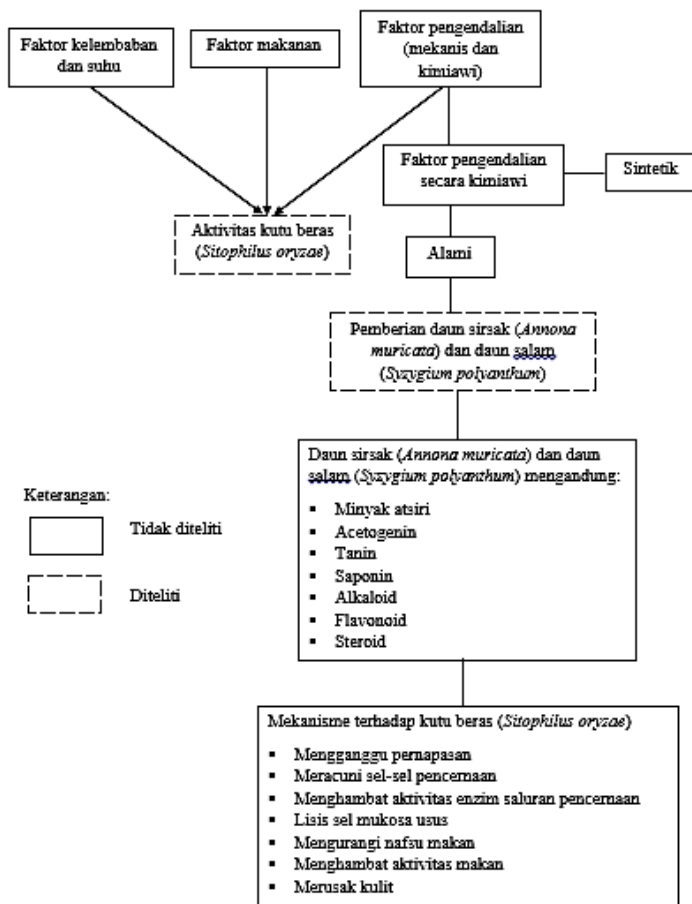 Faktor kelembaban
dan suhu
Faktor makanan
Faktor pengendalian
(mekanis dan
kimiawi)
Faktor pengendalian
secara kimiawi
Sintetik
Aktivitas kutu beras
(Sitophilus oryzae)
Alami
Pemberian daun sirsak (Annona
muricata) dan daun salam
(Syzygium polyanthum)
Daun sirsak (Annona muricata) dan daun
salam (Syzygium polyanthum) mengandung:
▪ Minyak atsiri
▪ Acetogenin
▪ Tanin
▪ Saponin
▪ Alkaloid
▪ Flavonoid
▪ Steroid
Keterangan:
Tidak diteliti
Diteliti
Mekanisme terhadap kutu beras (Sitophilus oryzae)
▪ Mengganggu pernapasan
▪ Meracuni sel-sel pencernaan
▪ Menghambat aktivitas enzim saluran pencernaan
▪ Lisis sel mukosa usus
▪ Mengurangi nafsu makan
▪ Menghambat aktivitas makan
▪ Merusak kulit